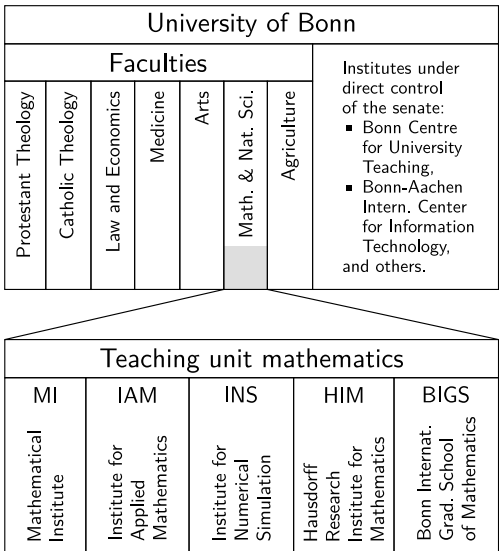 University of Bonn
Faculties
Protestant Theology
Catholic Theology
Law and Economics
Medicine
Arts
Math. & Nat. Sci.
Agriculture
Institutes under
direct control
of the senate:
▪ Bonn Centre
for University
Teaching,
▪ Bonn-Aachen
Intern. Center
for Information
Technology,
and others.
Teaching unit mathematics
MI
Mathematical
Institute
IAM
Institute for
Applied
Mathematics
INS
Institute for
Numerical
Simulation
HIM
Hausdorff
Research
Institute for
Mathematics
BIGS
Bonn Internat.
Grad. School
of Mathematics